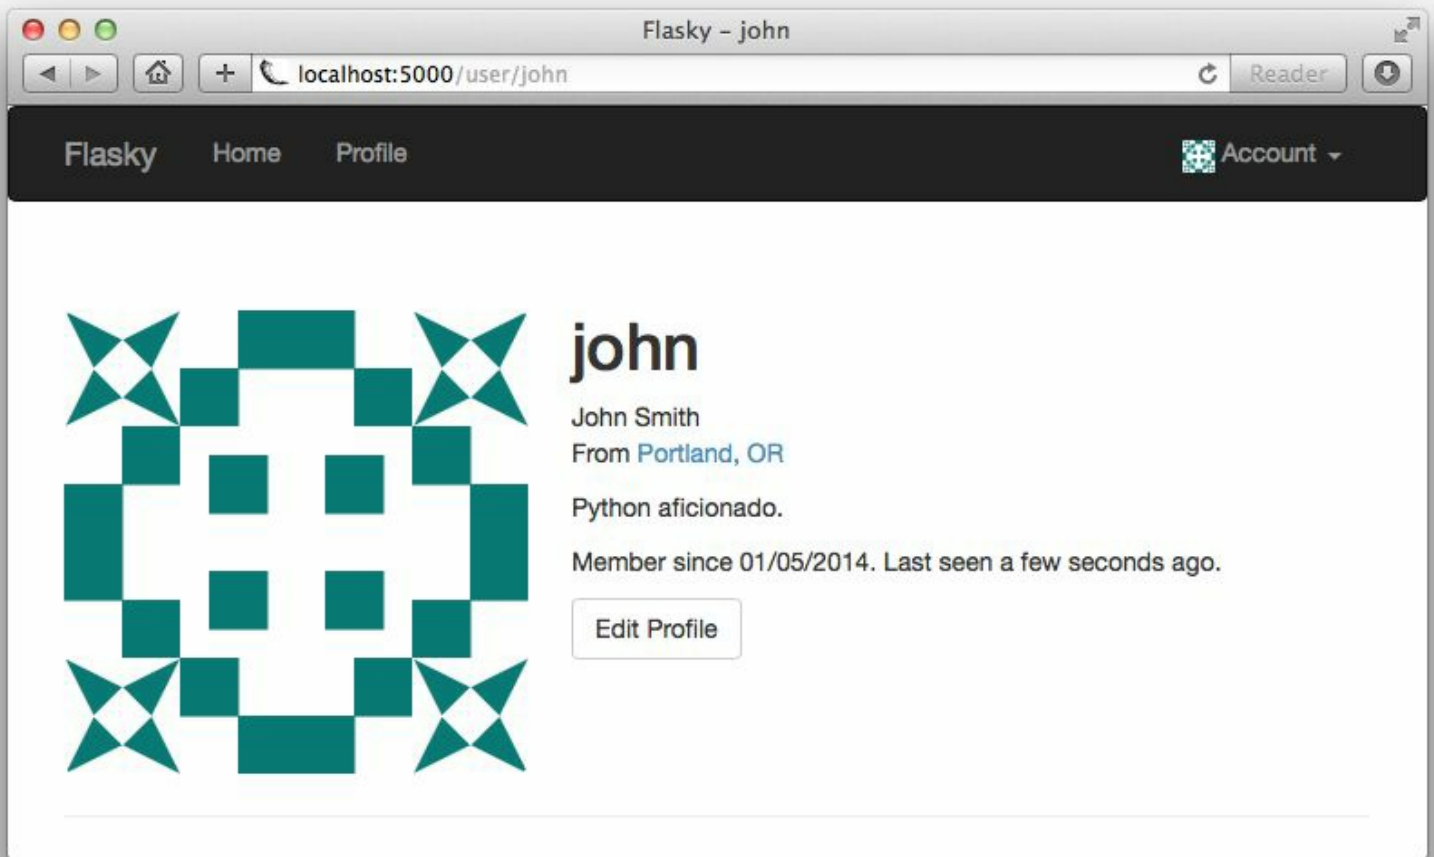 Flasky – john
localhost:5000/user/john
Reader
Flasky Home Profile Account
john
John Smith
From Portland, OR
Python aficionado.
Member since 01/05/2014. Last seen a few seconds ago.
Edit Profile